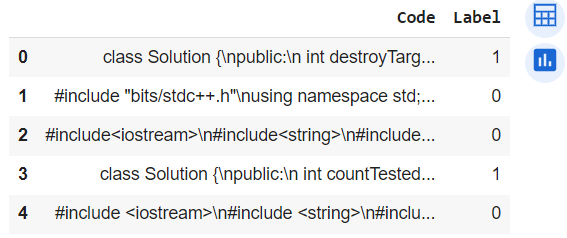 Code Label
0 class Solution {\npublic:\n int destroyTarg... 1
1 #include "bits/stdc++.h"\nusing namespace std;... 0
2 #include<iostream>\n#include<string>\n#include... 0
3 class Solution {\npublic:\n int countTested... 1
4 #include <iostream>\n#include <string>\n#inclu... 0